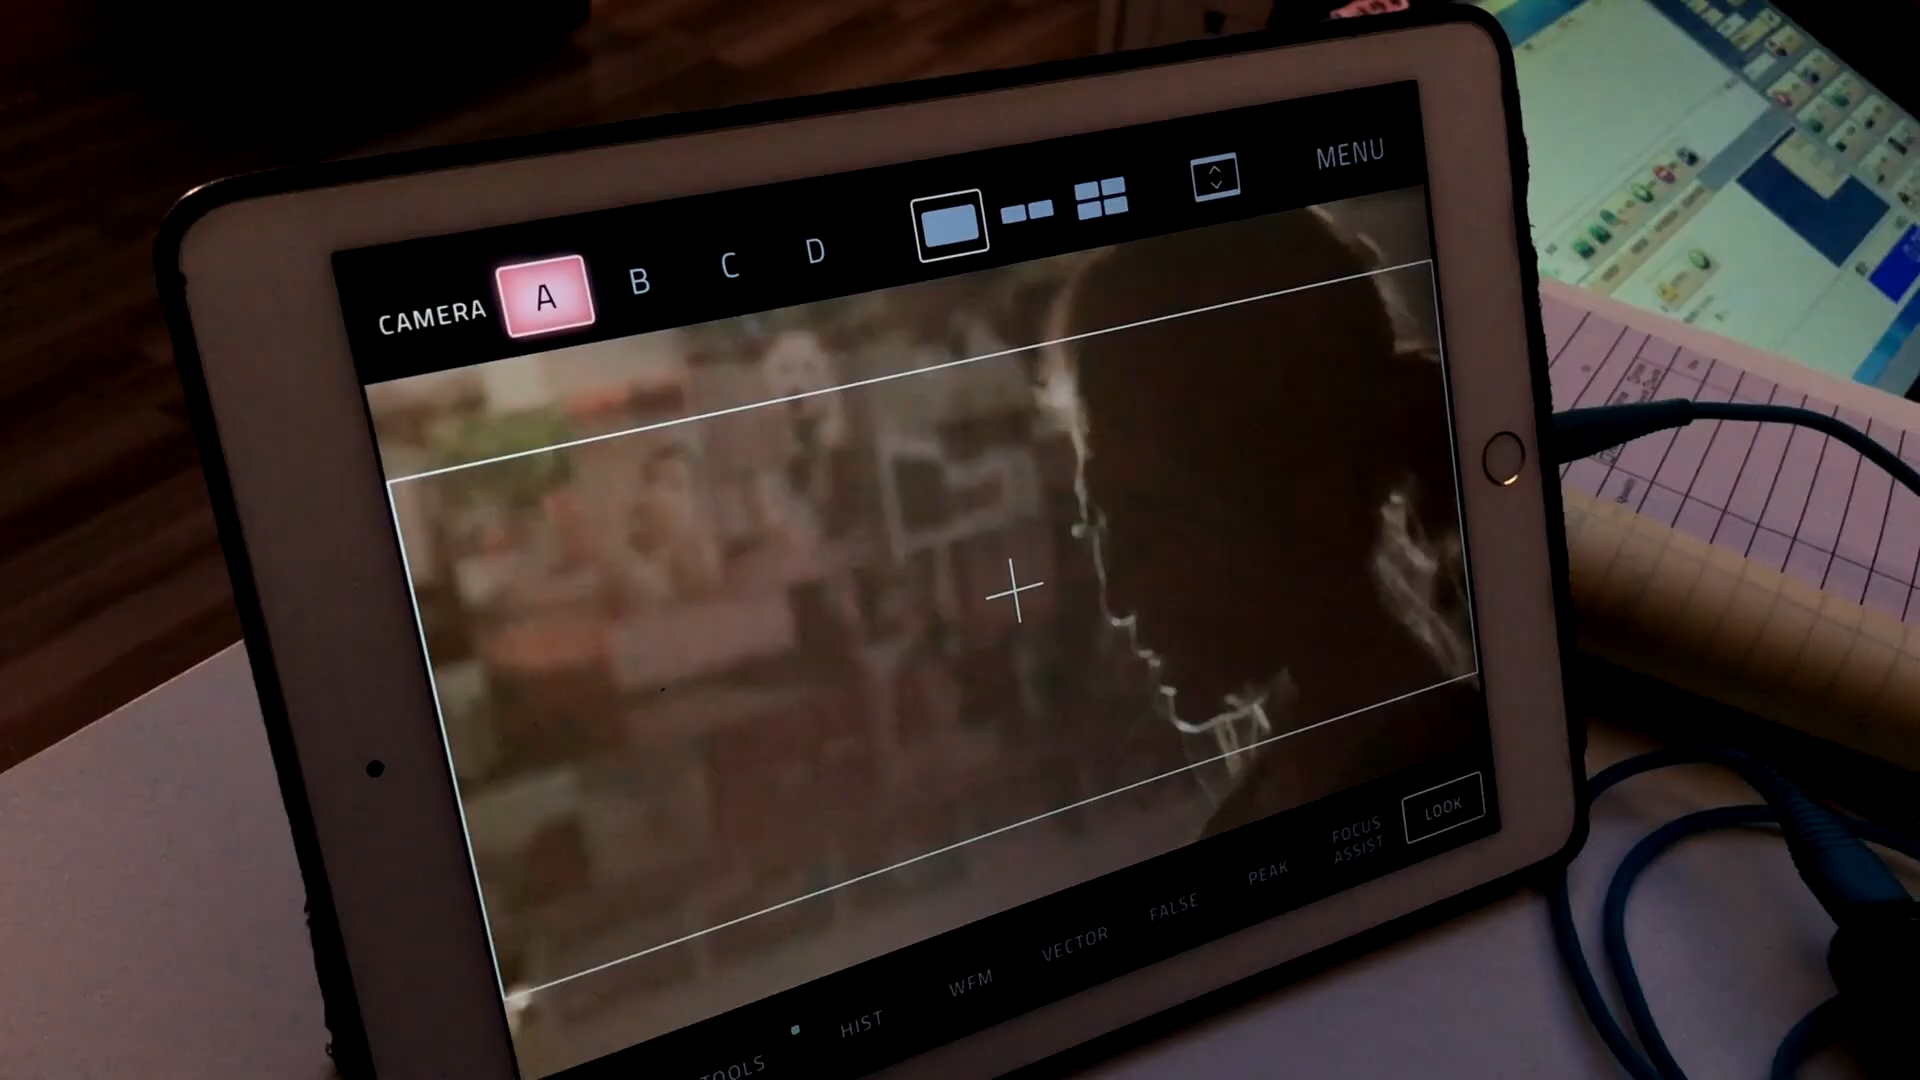 MENU
CAMERA A B C D
LOOK
FOCUS
ASSIST
PEAK
FALSE
VECTOR
WFM
HIST
TOOLS